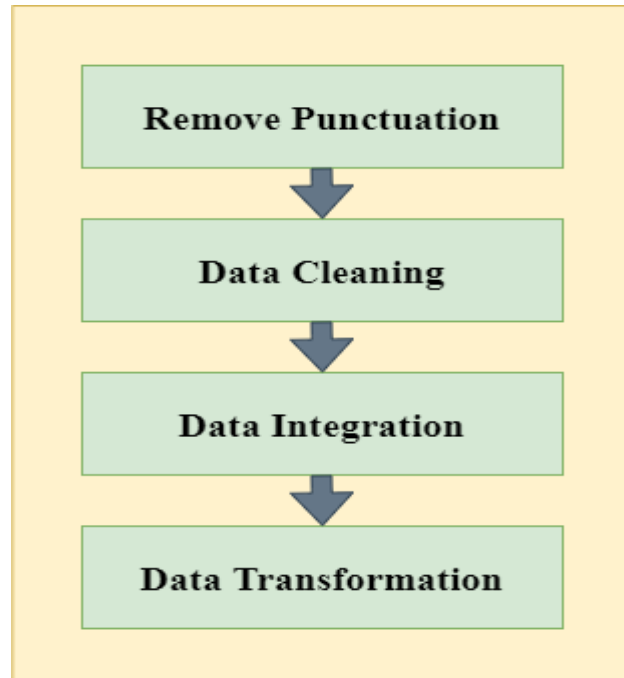 Remove Punctuation
Data Cleaning
Data Integration
Data Transformation